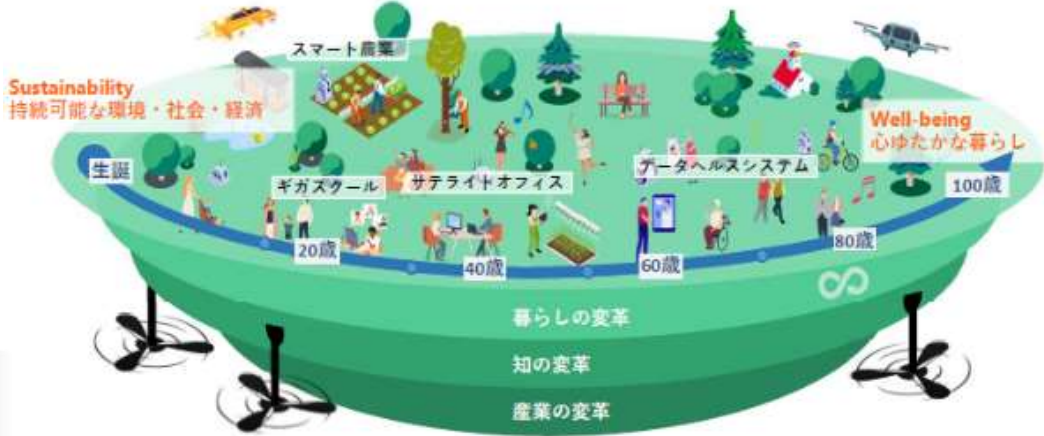 スマート農業
Sustainability
持続可能な環境・社会・経済
Well-being
心ゆたかな暮らし
生誕
ギガスクール
サテライトオフィス
データヘルスシステム
100歳
20歳
40歳
60歳
80歳
暮らしの変革
知の変革
産業の変革